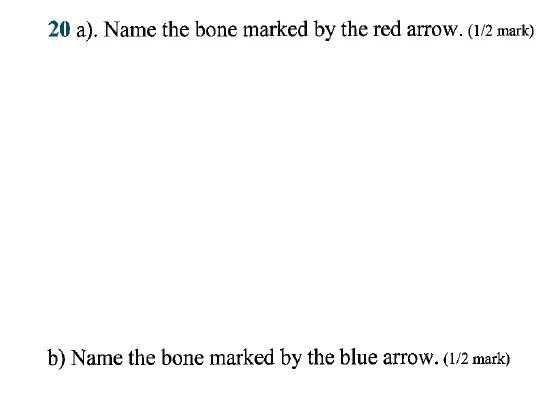 20 a). Name the bone marked by the red arrow. (1/2 mark)
b) Name the bone marked by the blue arrow. (1/2 mark)